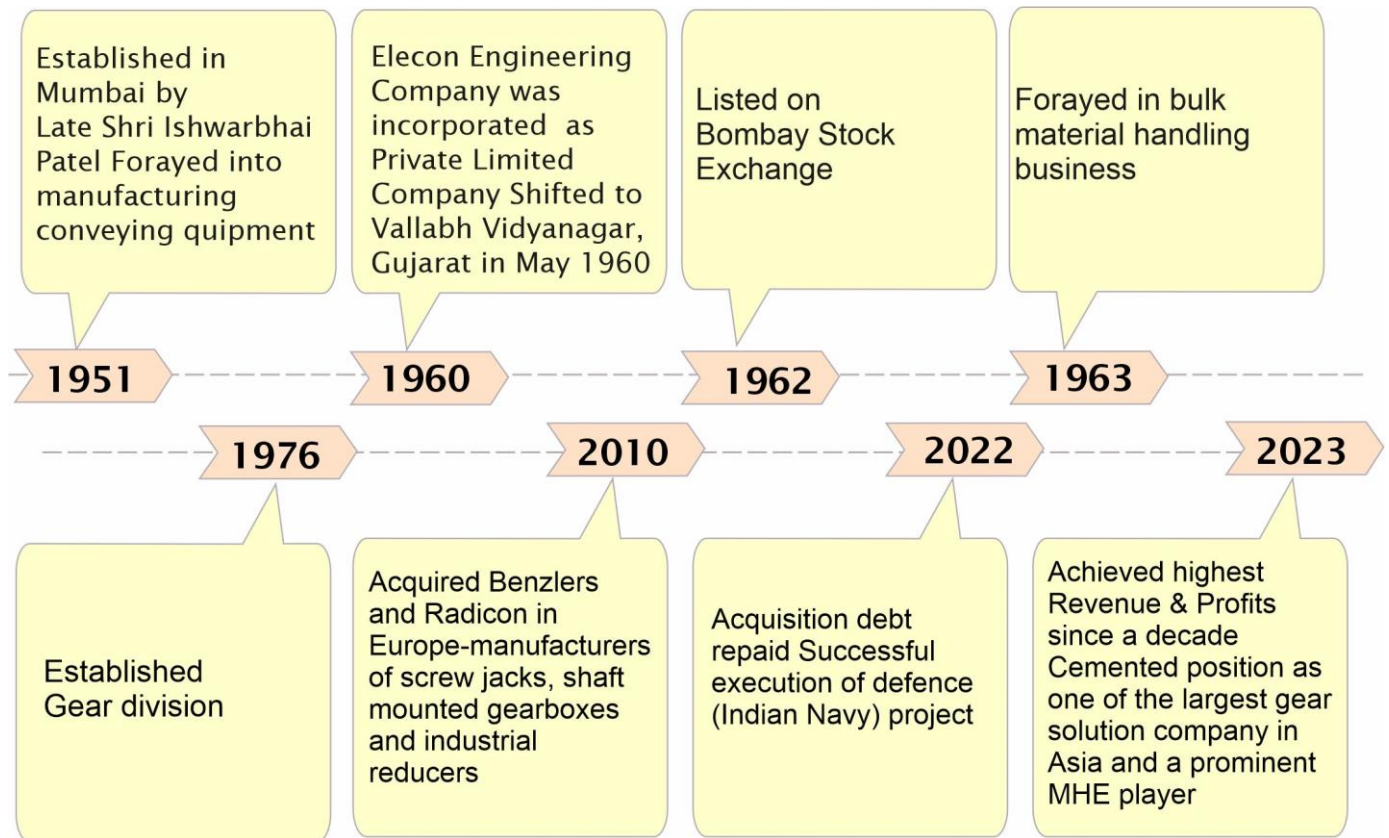 Established in
Mumbai by
Late Shri Ishwarbhai
Patel Forayed into
manufacturing
conveying quipment
Elecon Engineering
Company was
incorporated as
Private Limited
Company Shifted to
Vallabh Vidyanagar,
Gujarat in May 1960
Listed on
Bombay Stock
Exchange
Forayed in bulk
material handling
business
1951
1960
1962
1963
1976
2010
2022
2023
Established
Gear division
Acquired Benzlers
and Radicon in
Europe-manufacturers
of screw jacks, shaft
mounted gearboxes
and industrial
reducers
Acquisition debt
repaid Successful
execution of defence
(Indian Navy) project
Achieved highest
Revenue & Profits
since a decade
Cemented position as
one of the largest gear
solution company in
Asia and a prominent
MHE player